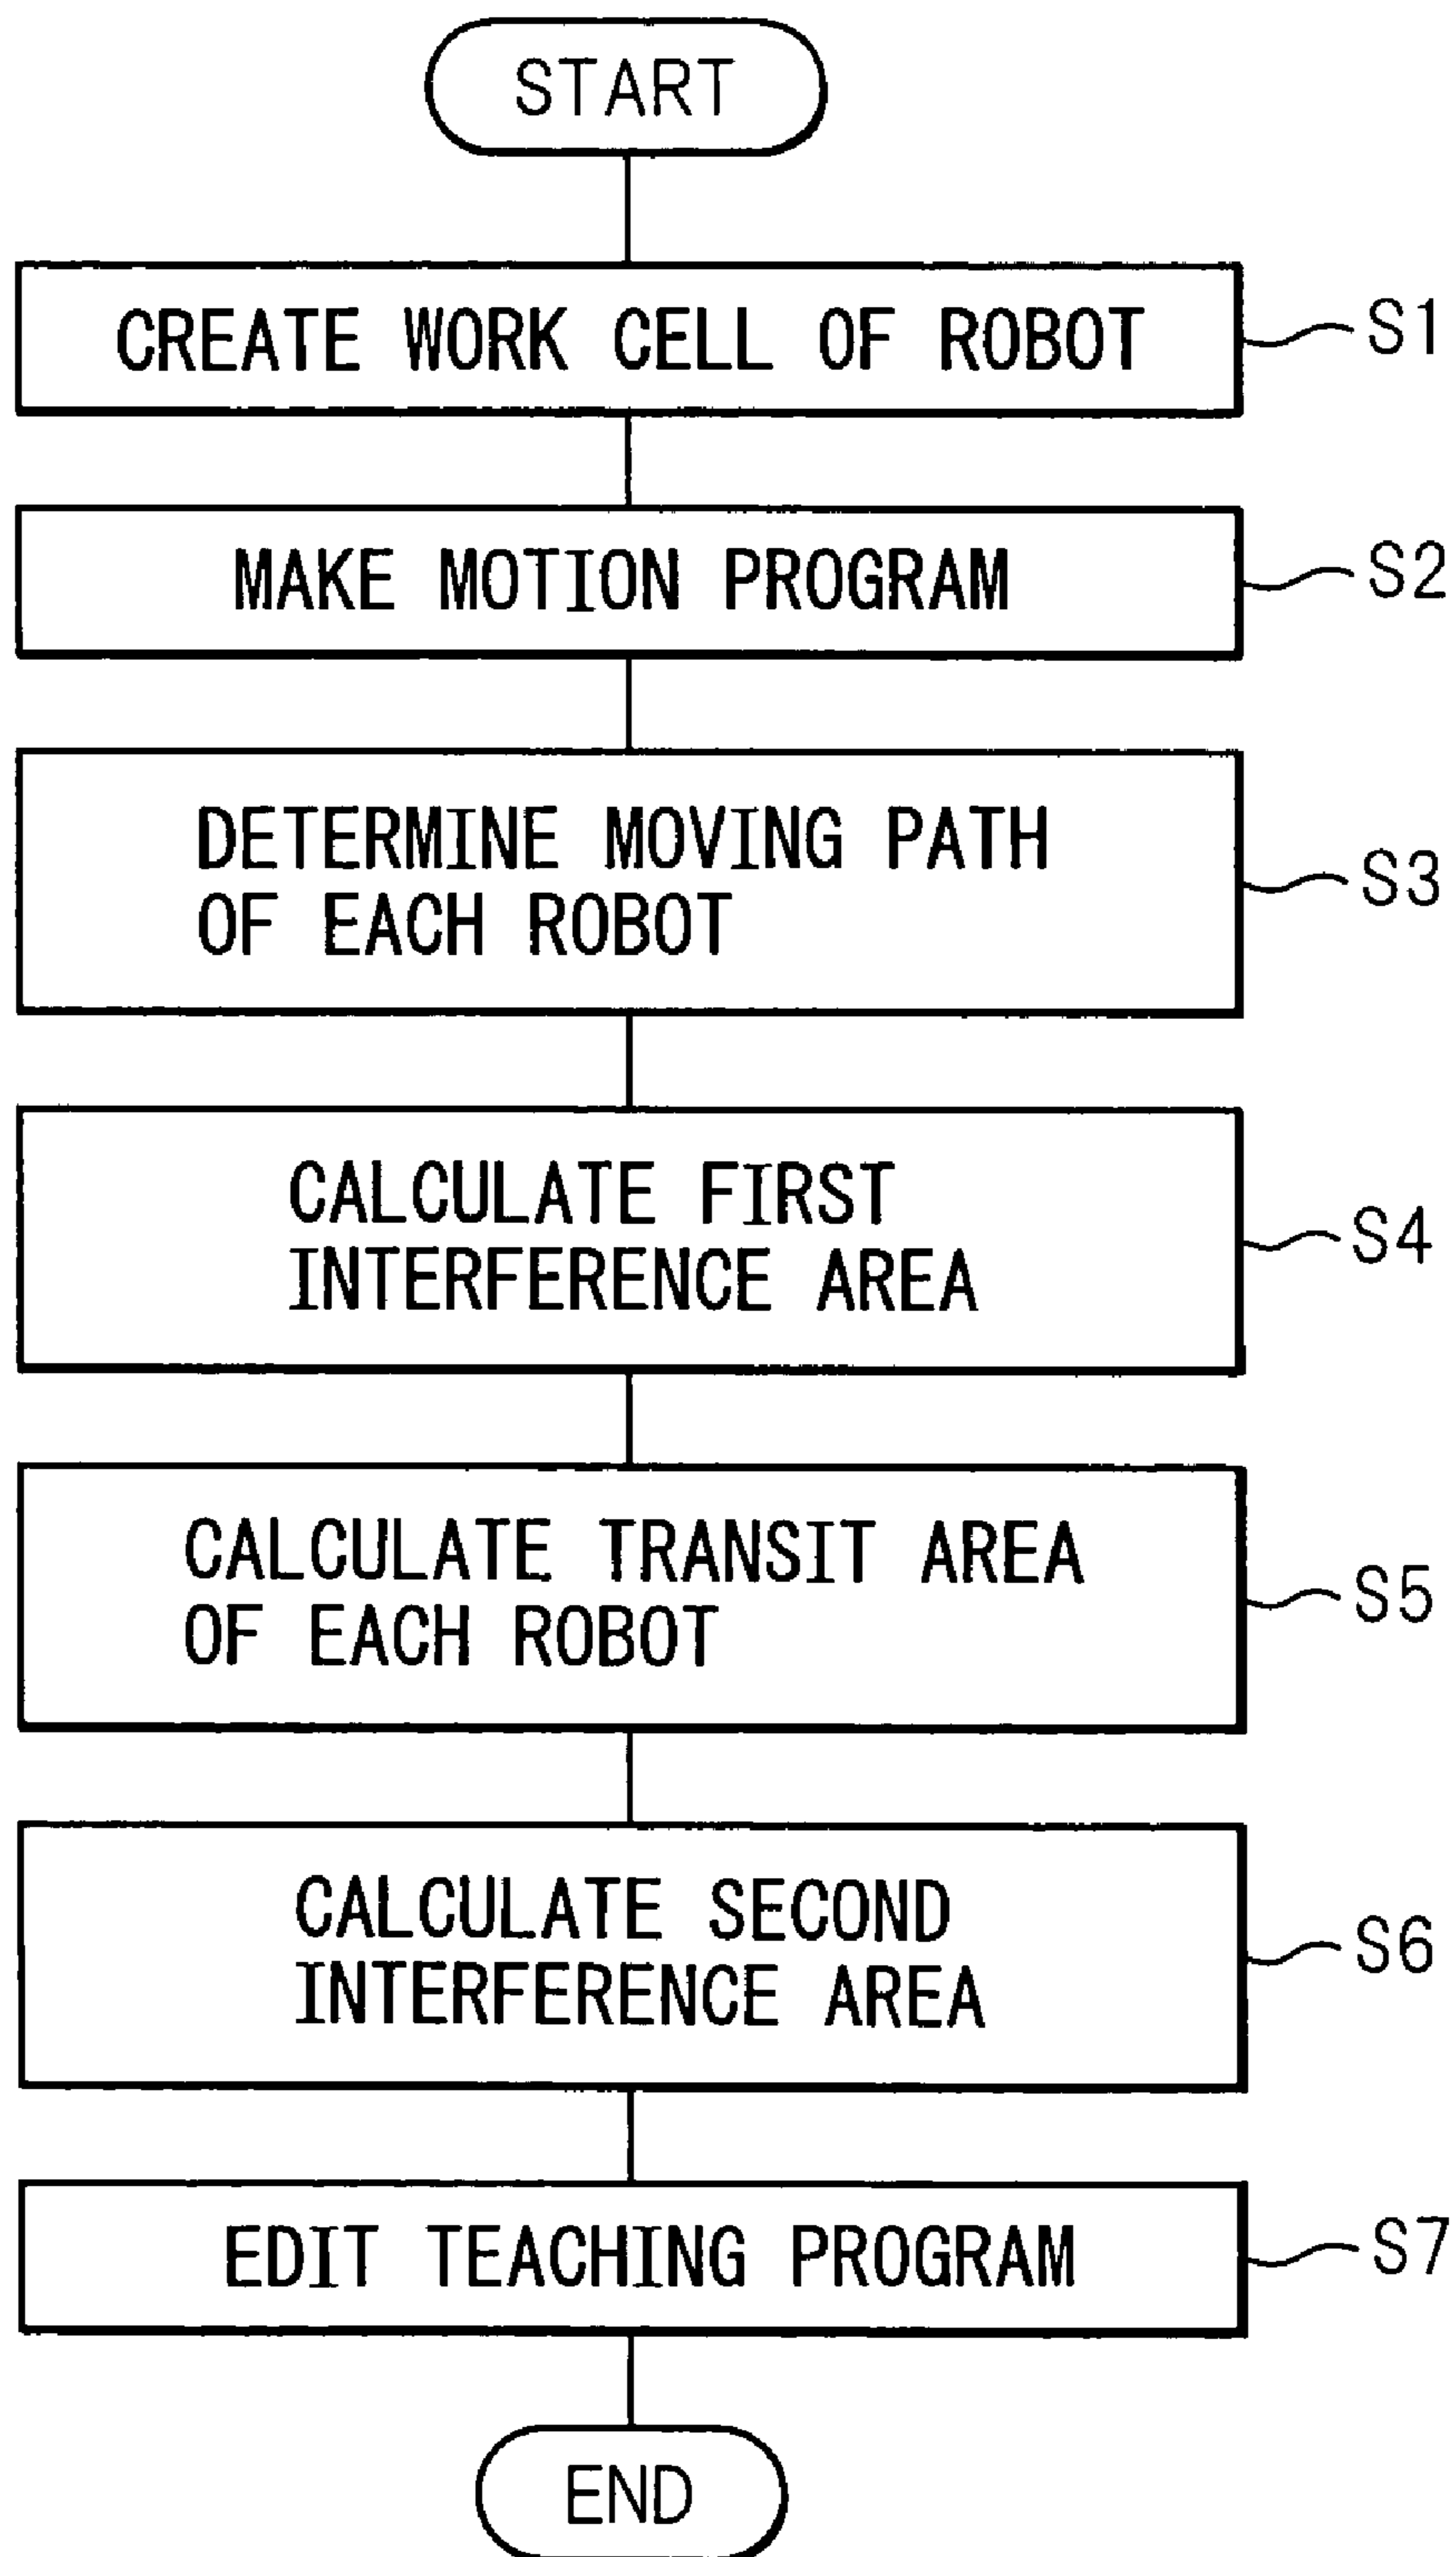 START
CREATE WORK CELL OF ROBOT
S1
MAKE MOTION PROGRAM
S2
DETERMINE MOVING PATH
OF EACH ROBOT
S3
CALCULATE FIRST
INTERFERENCE AREA
S4
CALCULATE TRANSIT AREA
OF EACH ROBOT
S5
CALCULATE SECOND
INTERFERENCE AREA
S6
EDIT TEACHING PROGRAM
S7
END